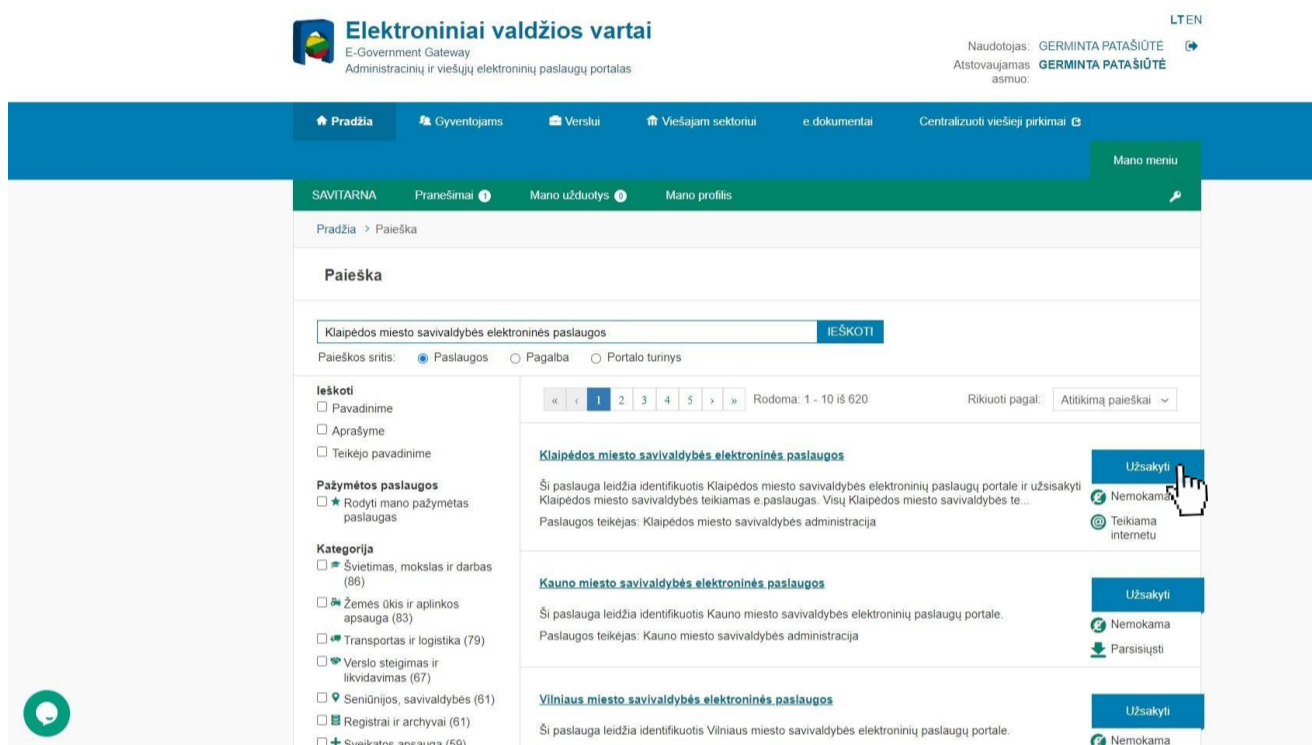 Elektroniniai valdžios vartai
E-Government Gateway
Administracinių ir viešųjų elektroninių paslaugų portalas
LTEN
Naudotojas: GERMINTA PATAŠIŪTĖ
Atstovaujamas asmuo: GERMINTA PATAŠIŪTĖ
Pradžia Gyventojams Verslui Viešajam sektoriui e.dokumentai Centralizuoti viešieji pirkimai
Mano meniu
SAVITARNA Pranešimai 1 Mano užduotys 0 Mano profilis
Pradžia > Paieška
Paieška
Klaipėdos miesto savivaldybės elektroninės paslaugos IEŠKOTI
Paieškos sritis: Paslaugos Pagalba Portalo turinys
Ieškoti
Pavadinime
Aprašyme
Teikėjo pavadinime
Pažymėtos paslaugos
Rodyti mano pažymėtas
paslaugas
Kategorija
Švietimas, mokslas ir darbas
(86)
Žemės ūkis ir aplinkos
apsauga (83)
Transportas ir logistika (79)
Verslo steigimas ir
likvidavimas (67)
Seniūnijos, savivaldybės (61)
Registrai ir archyvai (61)
Sveikatos apsauga (59)
« ‹ 1 2 3 4 5 › » Rodoma: 1 - 10 iš 620 Rikiuoti pagal: Atitikimą paieškai
Klaipėdos miesto savivaldybės elektroninės paslaugos
Užsakyti
Ši paslauga leidžia identifikuotis Klaipėdos miesto savivaldybės elektroninių paslaugų portale ir užsisakyti
Klaipėdos miesto savivaldybės teikiamas e.paslaugas. Visų Klaipėdos miesto savivaldybės te...
Nemokama
Paslaugos teikėjas: Klaipėdos miesto savivaldybės administracija
Teikiama
internetu
Kauno miesto savivaldybės elektroninės paslaugos
Užsakyti
Ši paslauga leidžia identifikuotis Kauno miesto savivaldybės elektroninių paslaugų portale.
Nemokama
Paslaugos teikėjas: Kauno miesto savivaldybės administracija
Parsisiųsti
Vilniaus miesto savivaldybės elektroninės paslaugos
Užsakyti
Ši paslauga leidžia identifikuotis Vilniaus miesto savivaldybės elektroninių paslaugų portale.
Nemokama